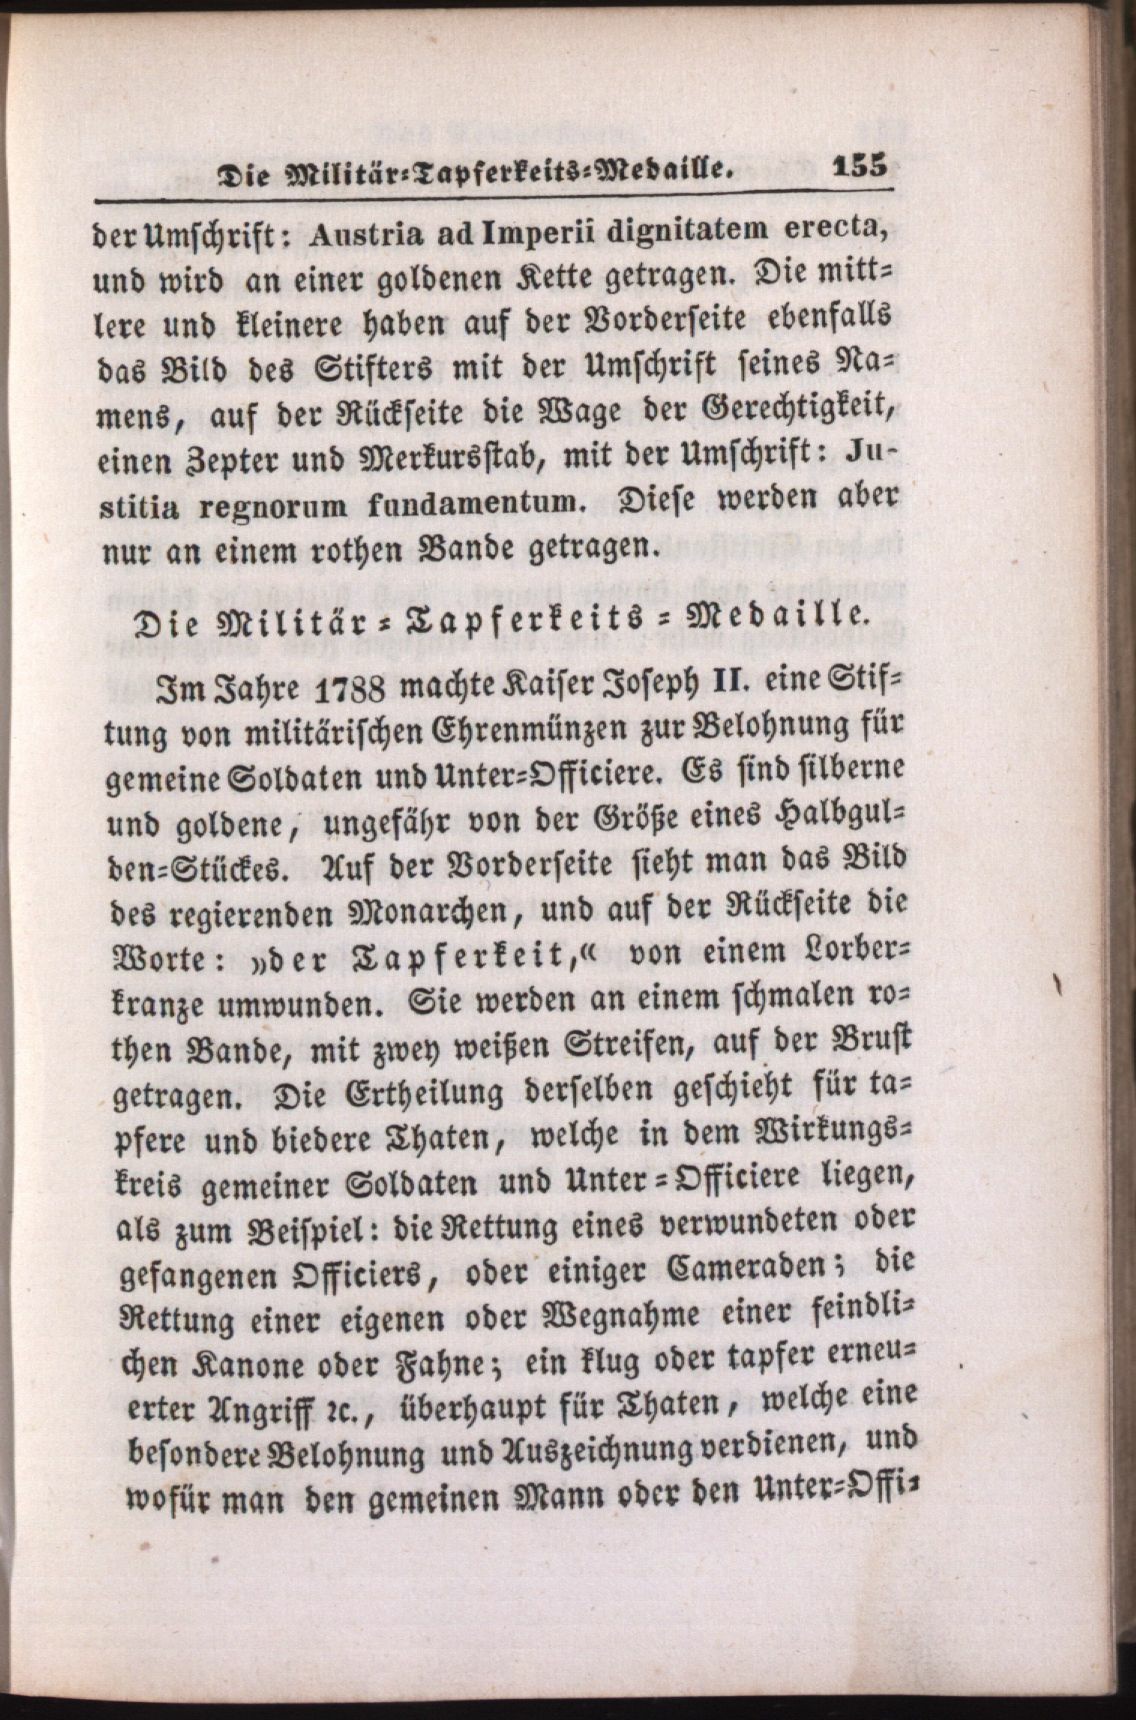 Die Militär-Tapferkeits-Medaille. 155
der Umschrift: Austria ad Imperii dignitatem erecta,
und wird an einer goldenen Kette getragen. Die mitt-
lere und kleinere haben auf der Vorderseite ebenfalls
das Bild des Stifters mit der Umschrift seines Na-
mens, auf der Rückseite die Wage der Gerechtigkeit,
einen Zepter und Merkursstab, mit der Umschrift: Ju-
stitia regnorum fundamentum. Diese werden aber
nur an einem rothen Bande getragen.
Die Militär-Tapferkeits-Medaille.
Im Jahre 1788 machte Kaiser Joseph II. eine Stif-
tung von militärischen Ehrenmünzen zur Belohnung für
gemeine Soldaten und Unter-Officiere. Es sind silberne
und goldene, ungefähr von der Größe eines Halbgul-
den-Stückes. Auf der Vorderseite sieht man das Bild
des regierenden Monarchen, und auf der Rückseite die
Worte: »der Tapferkeit,« von einem Lorber-
kranze umwunden. Sie werden an einem schmalen ro-
then Bande, mit zwey weißen Streifen, auf der Brust
getragen. Die Ertheilung derselben geschieht für ta-
pfere und biedere Thaten, welche in dem Wirkungs-
kreis gemeiner Soldaten und Unter-Officiere liegen,
als zum Beispiel: die Rettung eines verwundeten oder
gefangenen Officiers, oder einiger Cameraden; die
Rettung einer eigenen oder Wegnahme einer feindli-
chen Kanone oder Fahne; ein klug oder tapfer erneu-
erter Angriff ꝛc., überhaupt für Thaten, welche eine
besondere Belohnung und Auszeichnung verdienen, und
wofür man den gemeinen Mann oder den Unter-Offi-